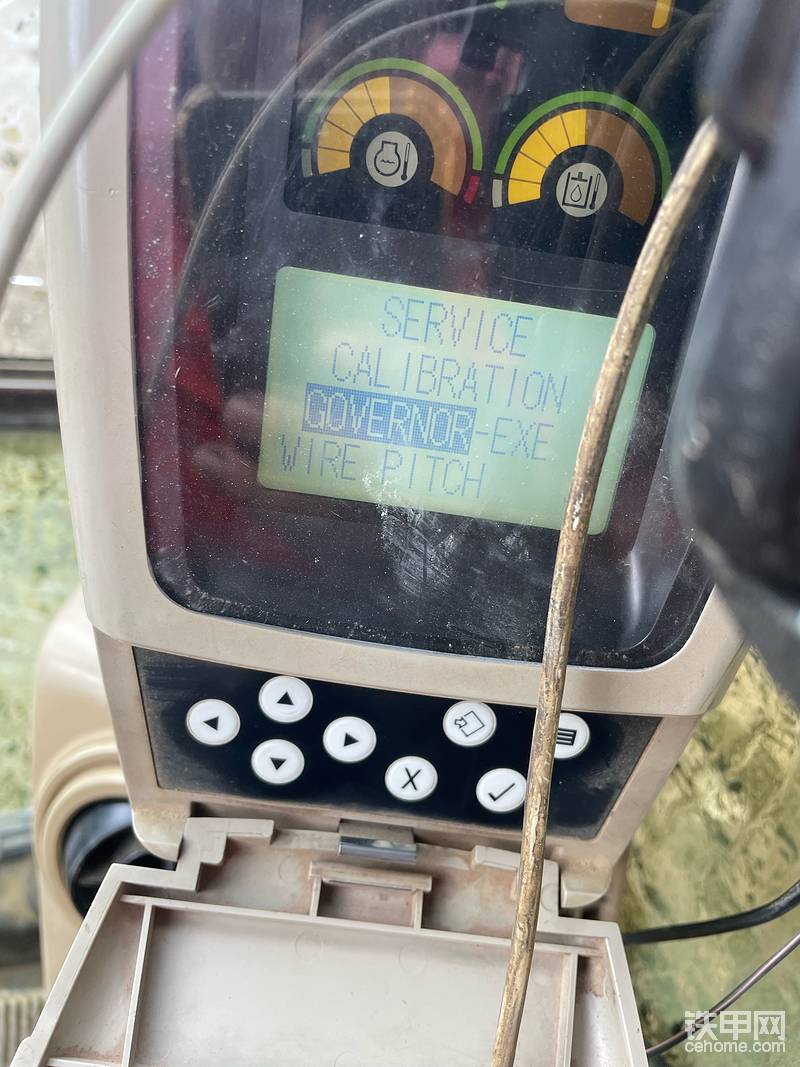 SERVICE
CALIBRATION
GOVERNOR-EXE
WIRE PITCH
X
铁甲网
cehome.com